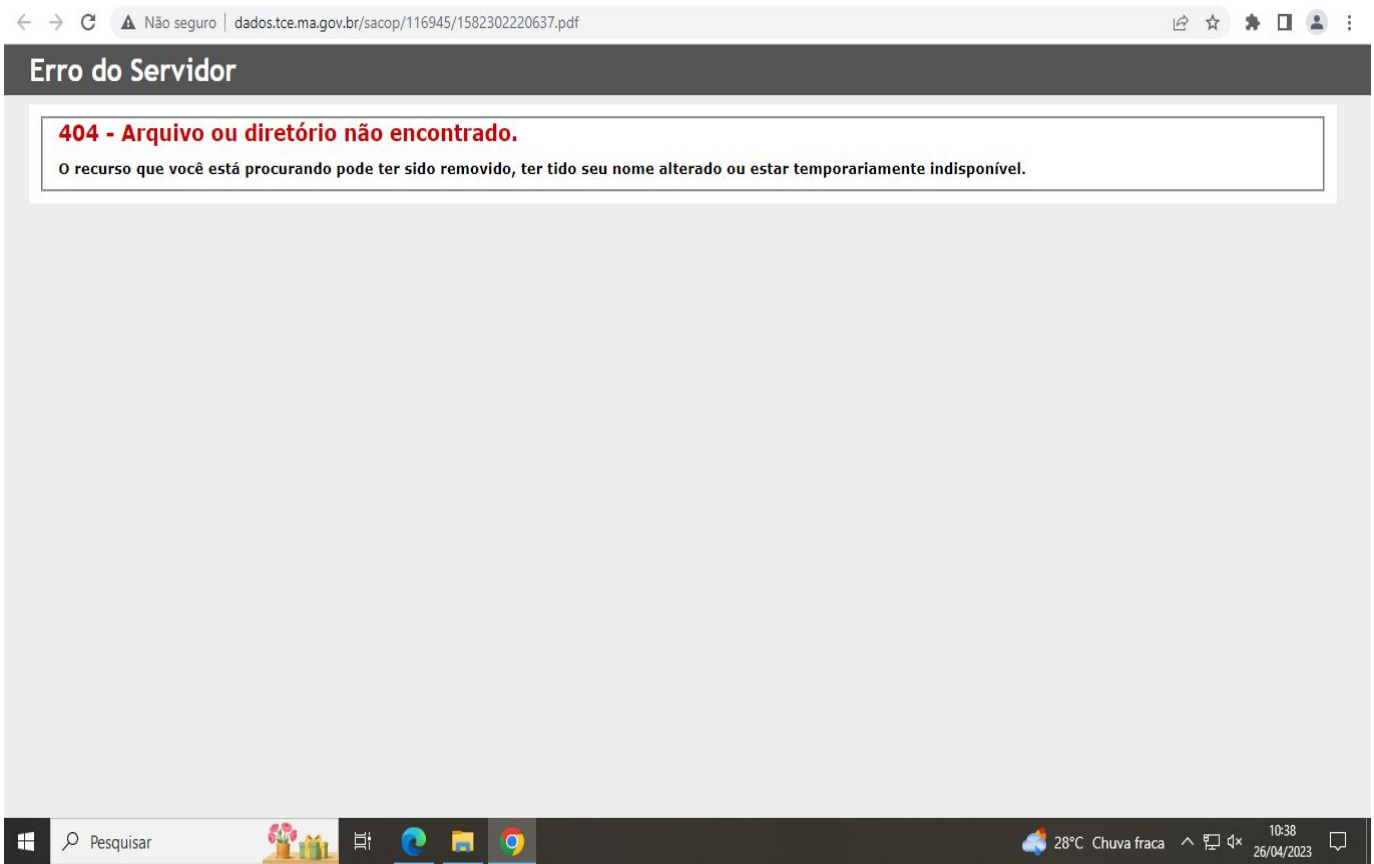 Não seguro | dados.tce.ma.gov.br/sacop/116945/1582302220637.pdf
Erro do Servidor
404 - Arquivo ou diretório não encontrado.
O recurso que você está procurando pode ter sido removido, ter tido seu nome alterado ou estar temporariamente indisponível.
Pesquisar
28°C Chuva fraca
10:38
26/04/2023